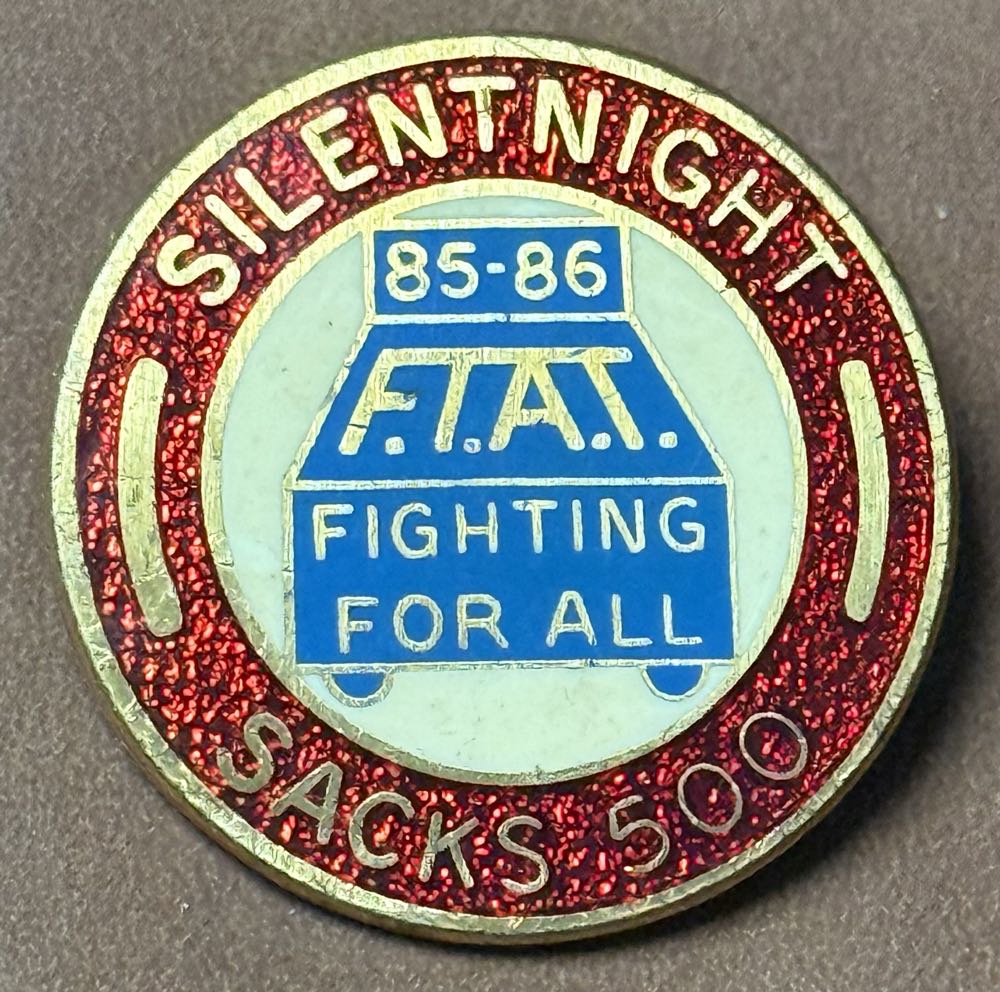 SILENTNIGHT
85-86
F.T.A.T.
FIGHTING
FOR ALL
SACKS 500